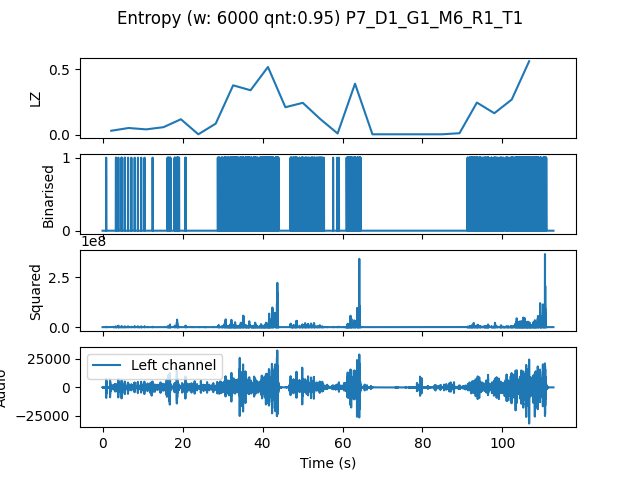 Entropy (w: 6000 qnt:0.95) P7_D1_G1_M6_R1_T1
LZ
0.5
0.0
Binarised
1
0
1e8
Squared
2.5
0.0
Audio
25000
0
−25000
Left channel
0 20 40 60 80 100
Time (s)